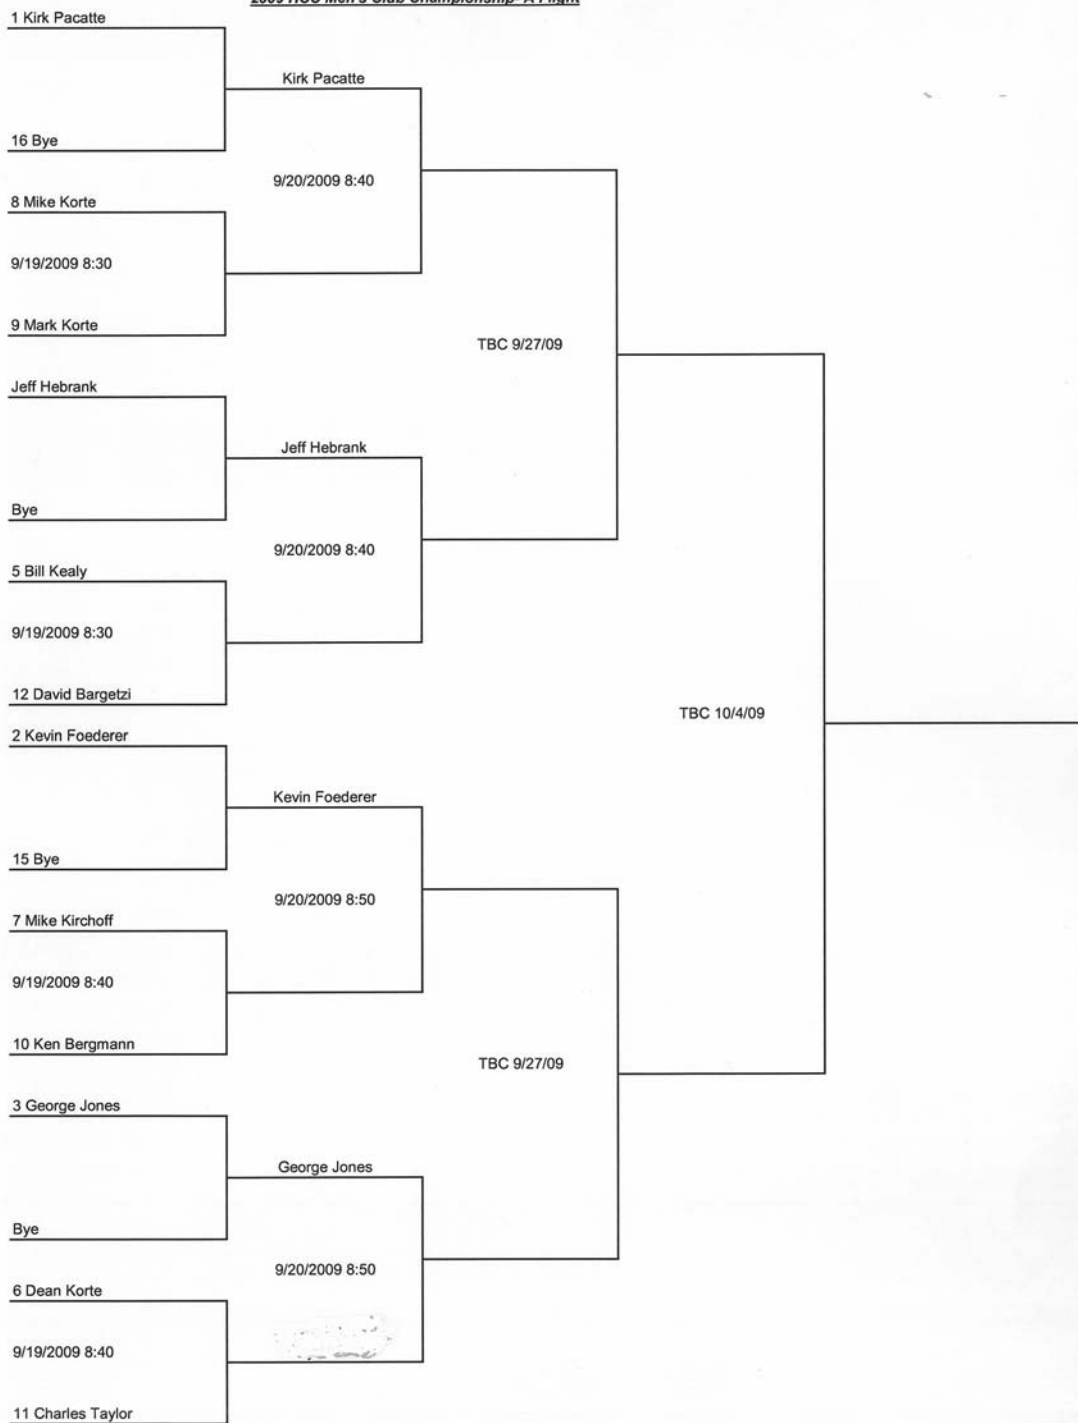 1 Kirk Pacatte
Kirk Pacatte
16 Bye
9/20/2009 8:40
8 Mike Korte
9/19/2009 8:30
9 Mark Korte
TBC 9/27/09
Jeff Hebrank
Jeff Hebrank
Bye
9/20/2009 8:40
5 Bill Kealy
9/19/2009 8:30
12 David Bargetzi
TBC 10/4/09
2 Kevin Foederer
Kevin Foederer
15 Bye
9/20/2009 8:50
7 Mike Kirchoff
9/19/2009 8:40
10 Ken Bergmann
TBC 9/27/09
3 George Jones
George Jones
Bye
9/20/2009 8:50
6 Dean Korte
9/19/2009 8:40
11 Charles Taylor